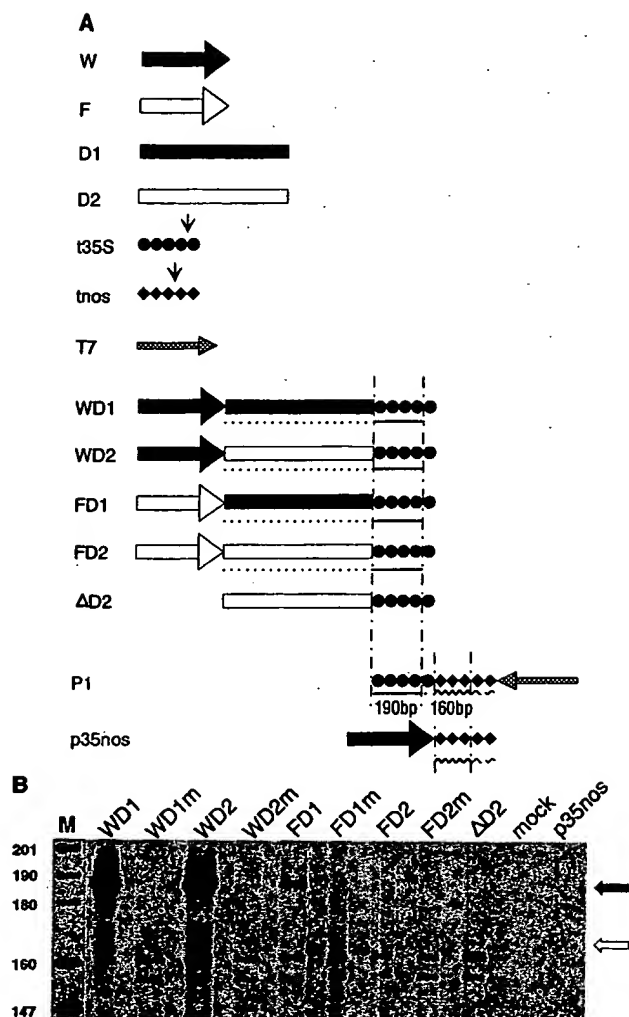 A
W
F
D1
D2
t35S
tnos
T7
WD1
WD2
FD1
FD2
ΔD2
P1
190bp 160bp
p35nos
B
M WD1 WD1m WD2 WD2m FD1 FD1m FD2 FD2m ΔD2 mock p35nos
201
190
180
160
147